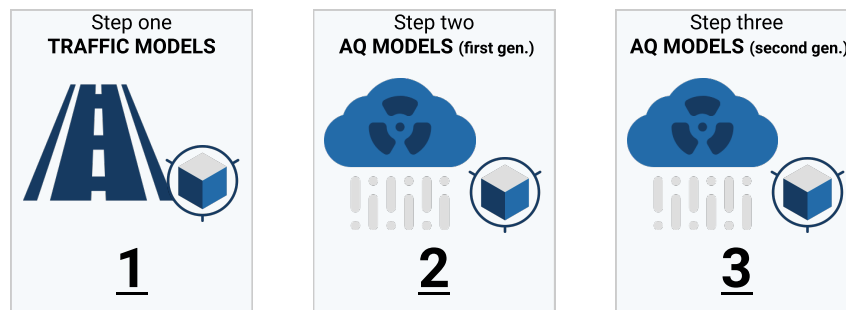 Step one
TRAFFIC MODELS
1
Step two
AQ MODELS (first gen.)
2
Step three
AQ MODELS (second gen.)
3